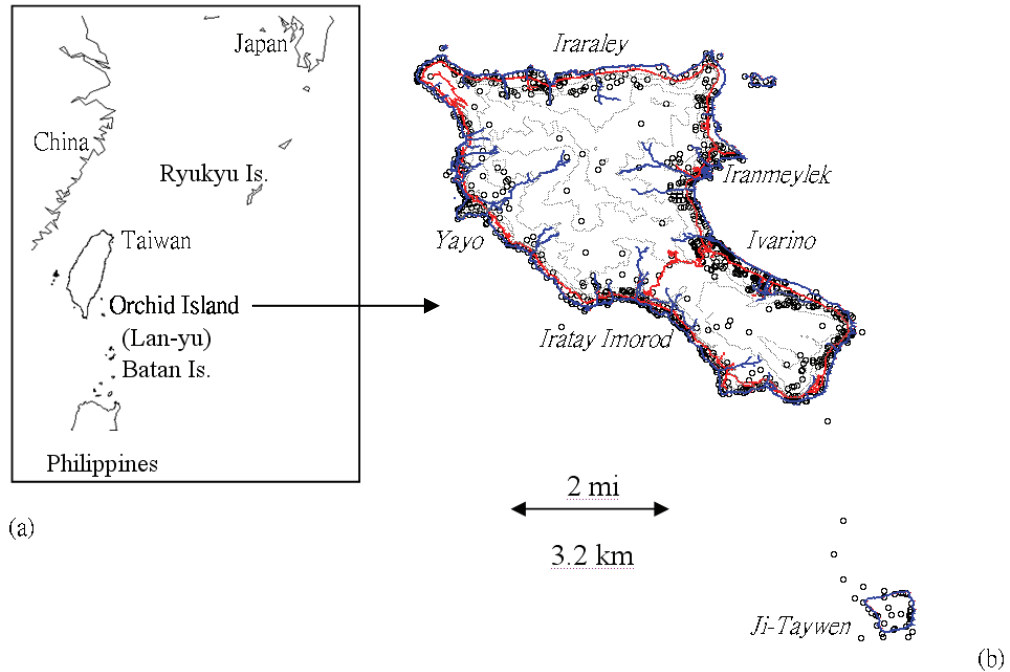 Japan
China
Ryukyu Is.
Taiwan
Orchid Island
(Lan-yu)
Batan Is.
Philippines
(a)
Iraraley
Iranmeylek
Ivarino
Yayo
Iratay Imorod
2 mi
3.2 km
Ji-Taywen
(b)